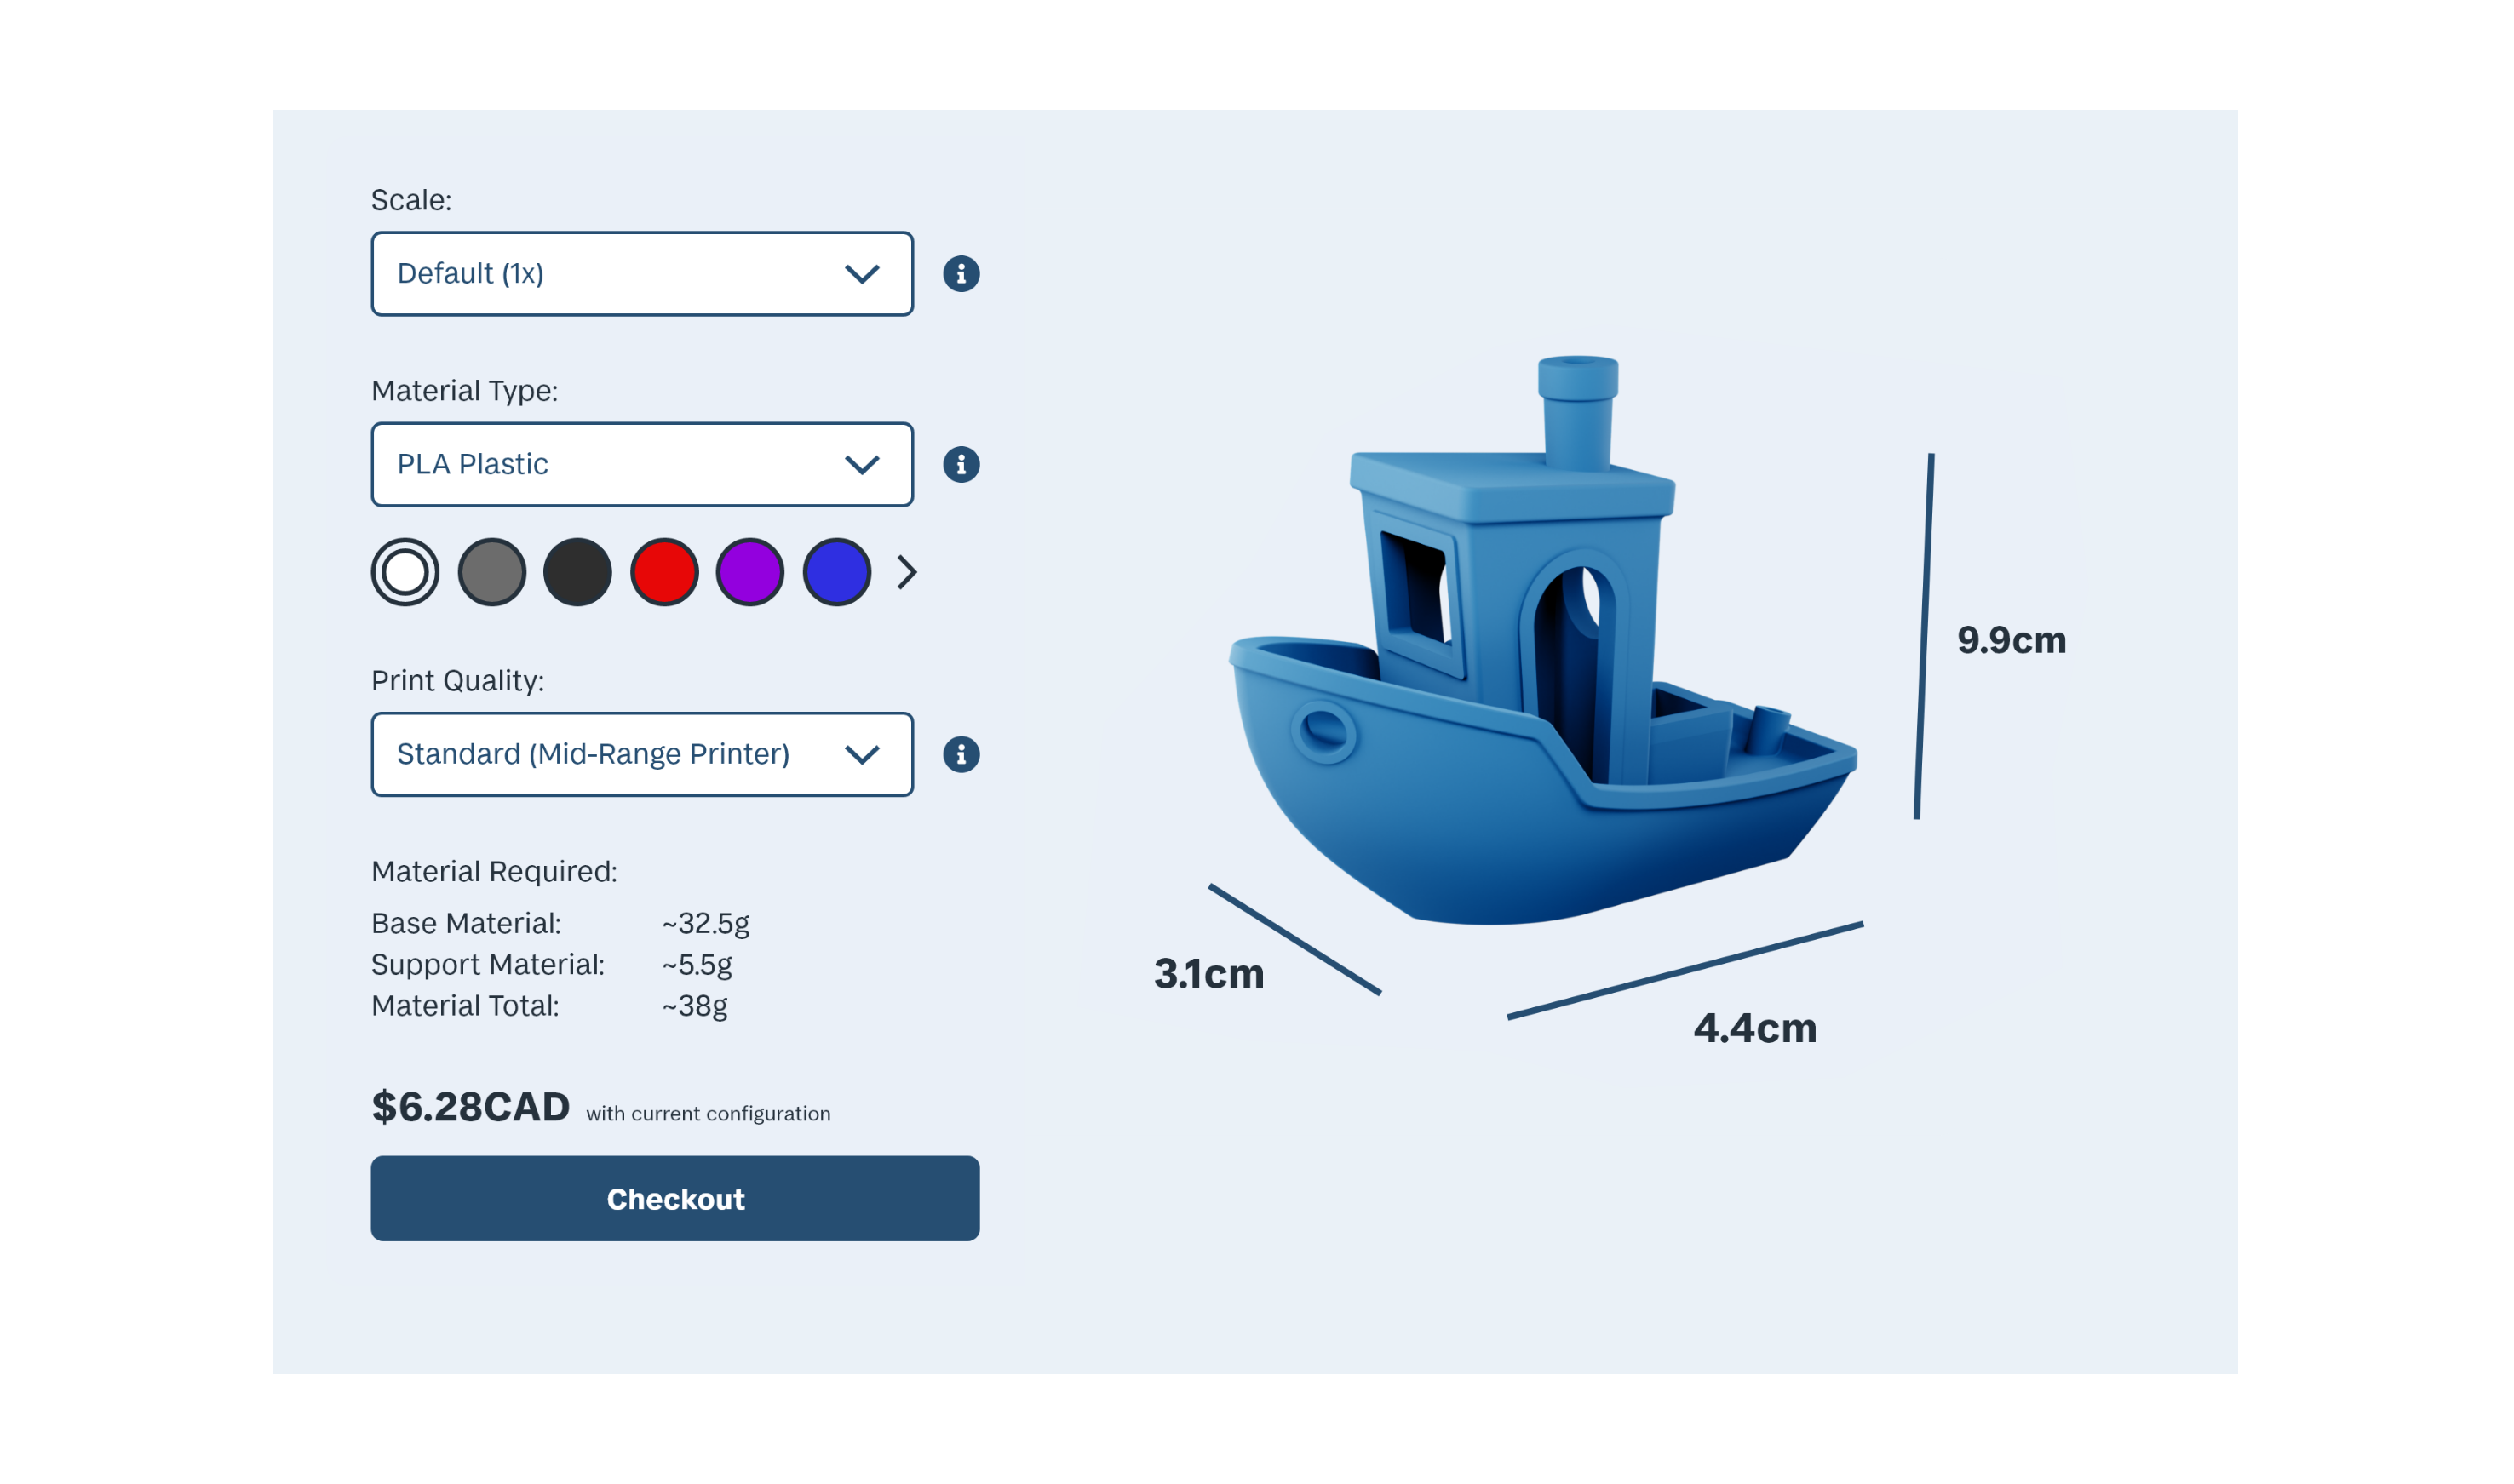 Scale:
Default (1x)
Material Type:
PLA Plastic
Print Quality:
Standard (Mid-Range Printer)
Material Required:
Base Material: ~32.5g
Support Material: ~5.5g
Material Total: ~38g
$6.28CAD with current configuration
Checkout
9.9cm
3.1cm
4.4cm